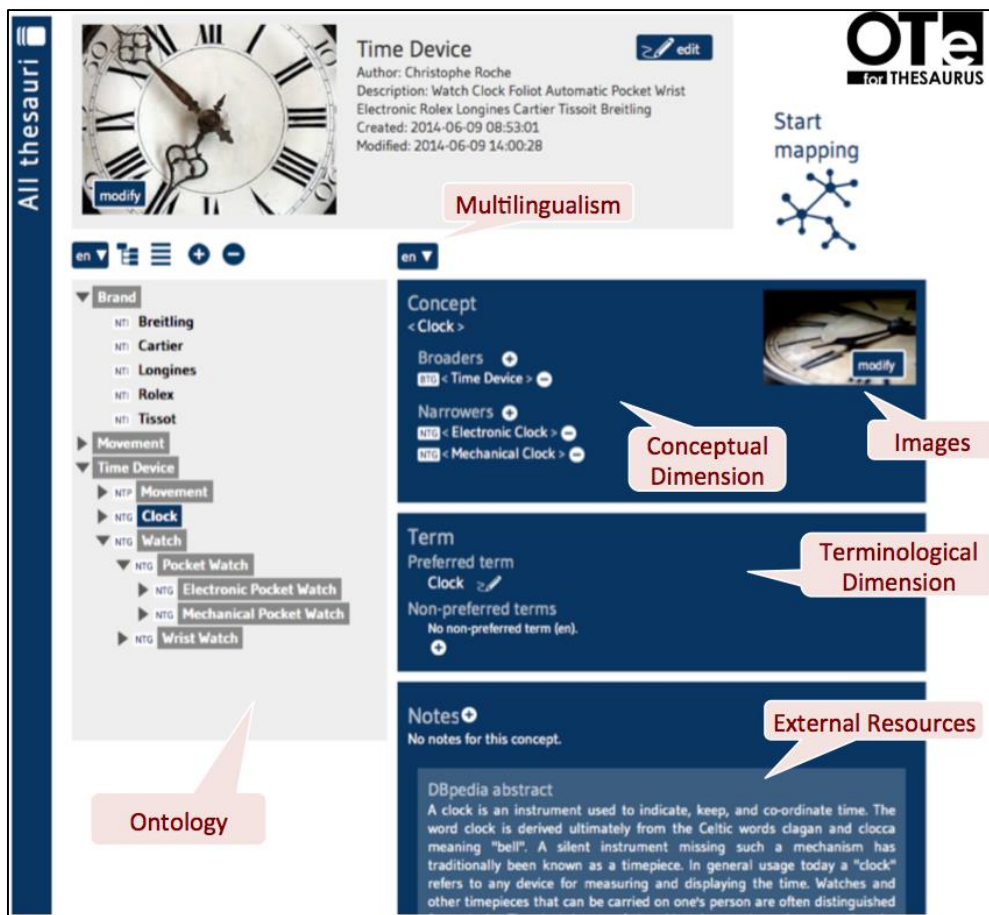 All thesauri
modify
Time Device
edit
Author: Christophe Roche
Description: Watch Clock Foliot Automatic Pocket Wrist
Electronic Rolex Longines Cartier Tissoit Breitling
Created: 2014-06-09 08:53:01
Modified: 2014-06-09 14:00:28
OTe
for THESAURUS
Start
mapping
Multilingualism
en ▼
en ▼
Brand
NTI Breitling
NTI Cartier
NTI Longines
NTI Rolex
NTI Tissot
Movement
Time Device
NTP Movement
NTG Clock
NTG Watch
NTG Pocket Watch
NTG Electronic Pocket Watch
NTG Mechanical Pocket Watch
NTG Wrist Watch
Ontology
Concept
< Clock >
Broaders
BTG < Time Device >
Narrowers
NTG < Electronic Clock >
NTG < Mechanical Clock >
modify
Conceptual
Dimension
Images
Term
Preferred term
Clock
Non-preferred terms
No non-preferred term (en).
Terminological
Dimension
Notes
No notes for this concept.
External Resources
DBpedia abstract
A clock is an instrument used to indicate, keep, and co-ordinate time. The
word clock is derived ultimately from the Celtic words clagan and clocca
meaning "bell". A silent instrument missing such a mechanism has
traditionally been known as a timepiece. In general usage today a "clock"
refers to any device for measuring and displaying the time. Watches and
other timepieces that can be carried on one's person are often distinguished